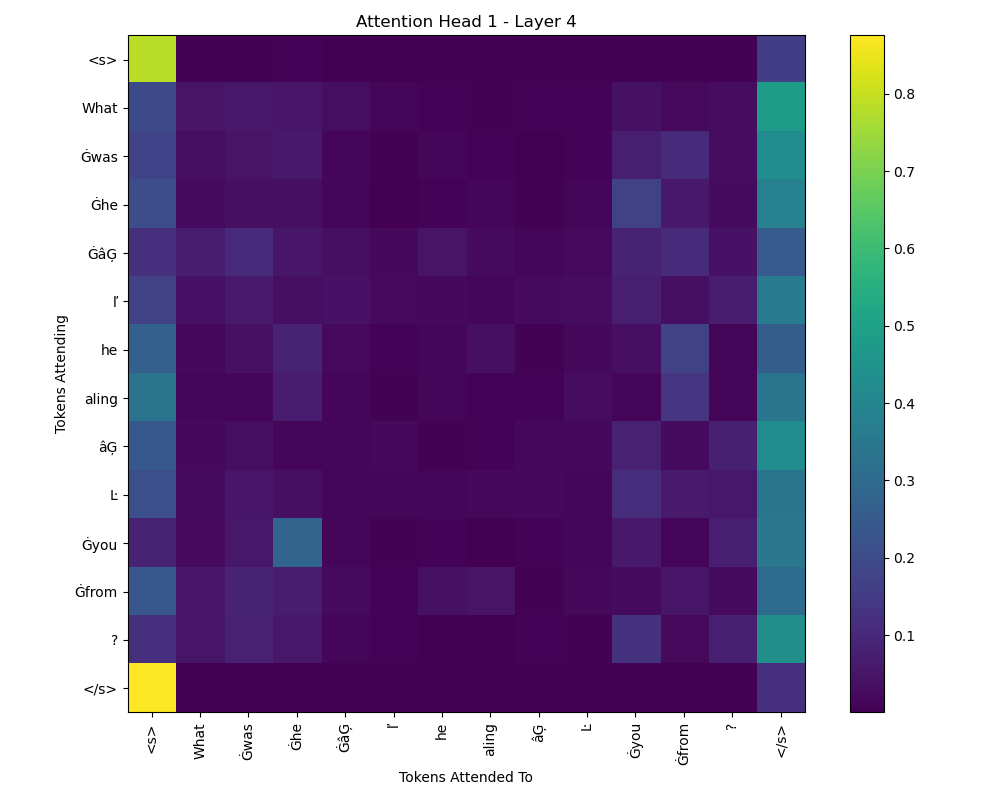 Attention Head 1 - Layer 4
<s>
What
Ġwas
Ġhe
ĠâĢ
ľ
he
aling
âĢ
Ŀ
Ġyou
Ġfrom
?
</s>
Tokens Attending
<s>
What
Ġwas
Ġhe
ĠâĢ
ľ
he
aling
âĢ
Ŀ
Ġyou
Ġfrom
?
</s>
Tokens Attended To
0.8
0.7
0.6
0.5
0.4
0.3
0.2
0.1